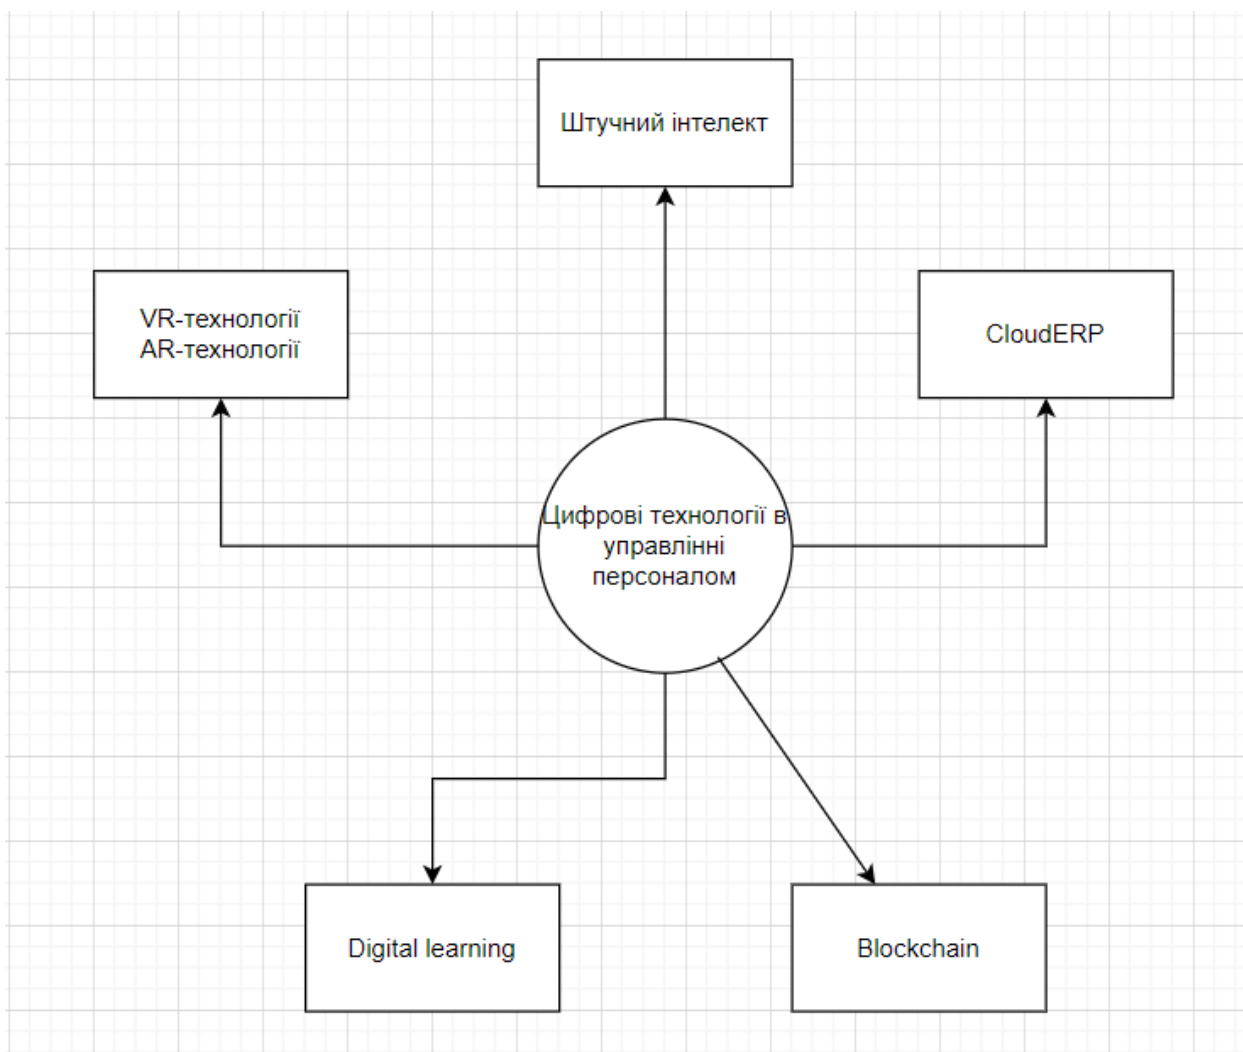 Штучний інтелект
VR-технології
AR-технології
CloudERP
Цифрові технології в
управлінні
персоналом
Digital learning
Blockchain